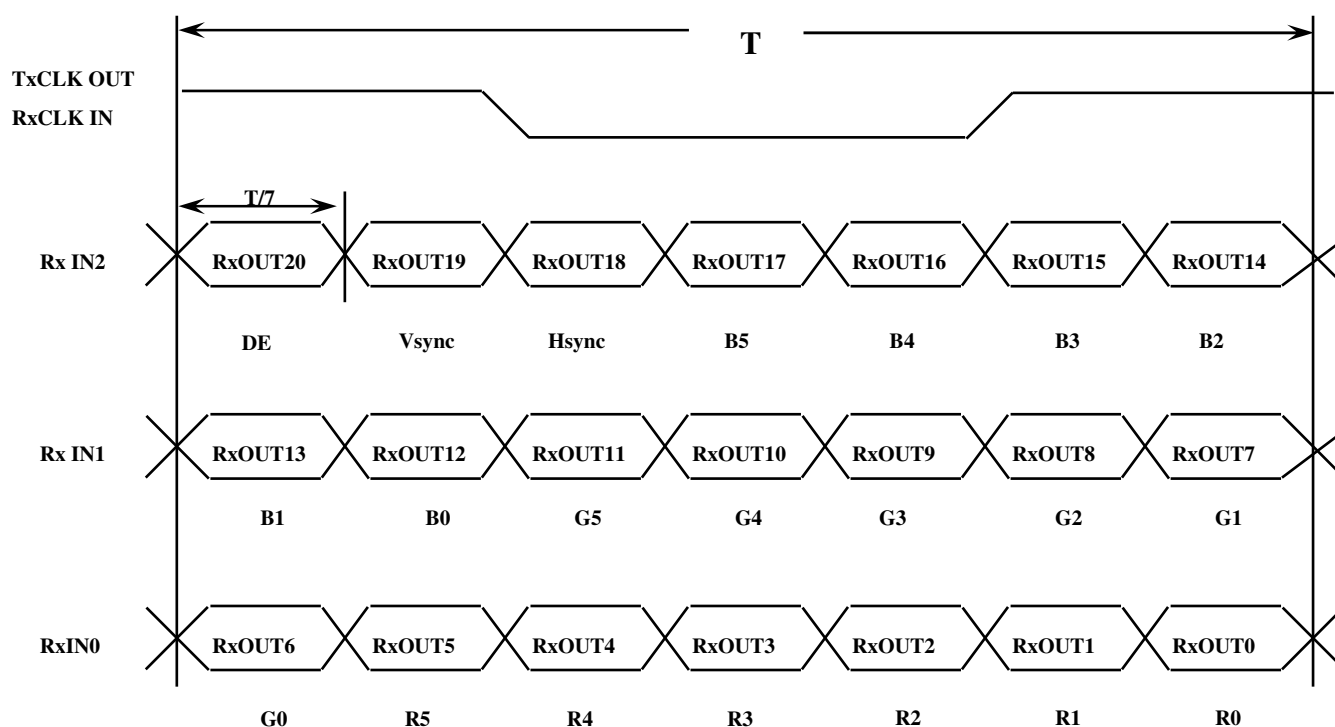 T
TxCLK OUT
RxCLK IN
T/7
Rx IN2 RxOUT20 RxOUT19 RxOUT18 RxOUT17 RxOUT16 RxOUT15 RxOUT14
DE Vsync Hsync B5 B4 B3 B2
Rx IN1 RxOUT13 RxOUT12 RxOUT11 RxOUT10 RxOUT9 RxOUT8 RxOUT7
B1 B0 G5 G4 G3 G2 G1
RxIN0 RxOUT6 RxOUT5 RxOUT4 RxOUT3 RxOUT2 RxOUT1 RxOUT0
G0 R5 R4 R3 R2 R1 R0